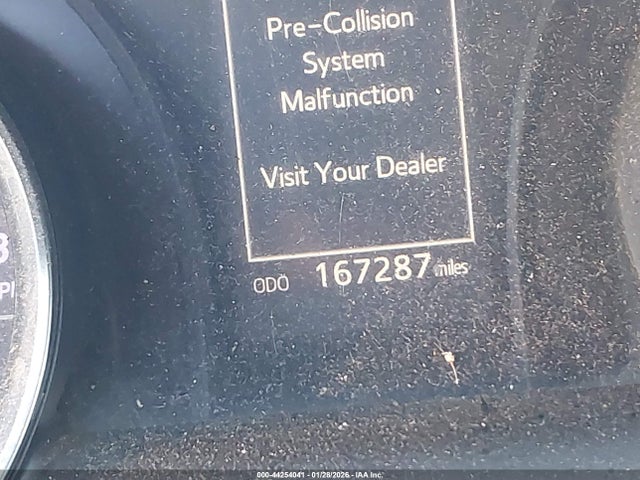 Pre-Collision
System
Malfunction
Visit Your Dealer
ODO 167287 miles
000-44254041 - 01/28/2026 - IAA Inc.